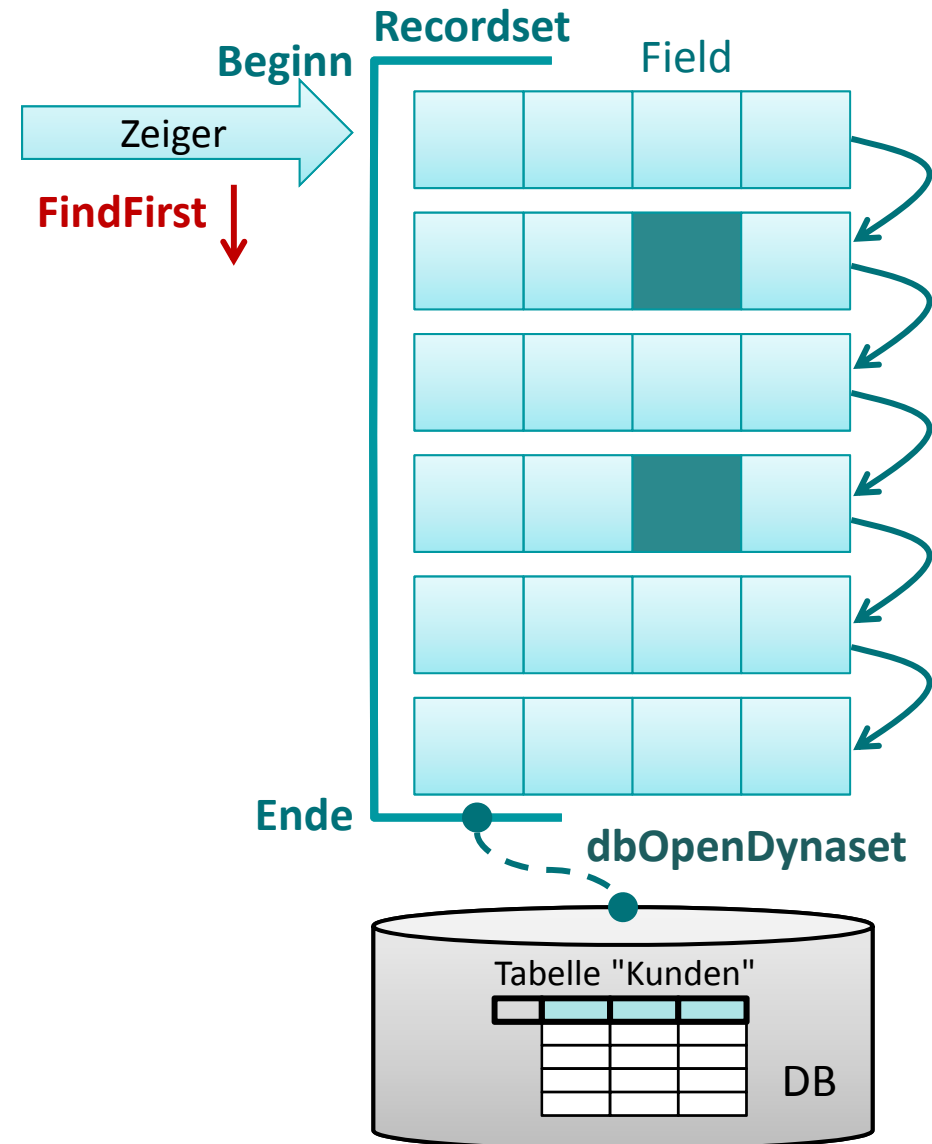 Recordset
Beginn
Field
Zeiger
FindFirst
Ende
dbOpenDynaset
Tabelle "Kunden"
DB